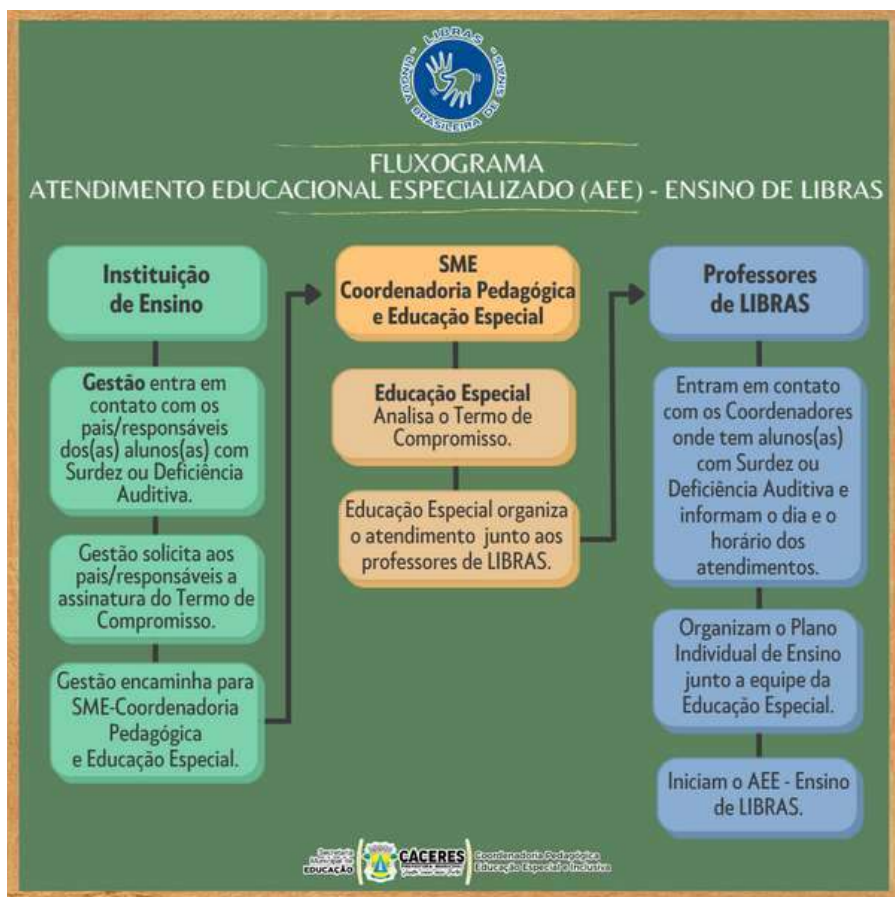 LIBRAS
LÍNGUA BRASILEIRA DE SINAIS
FLUXOGRAMA
ATENDIMENTO EDUCACIONAL ESPECIALIZADO (AEE) - ENSINO DE LIBRAS
Instituição
de Ensino
Gestão entra em
contato com os
pais/responsáveis
dos(as) alunos(as) com
Surdez ou Deficiência
Auditiva.
Gestão solicita aos
pais/responsáveis a
assinatura do Termo de
Compromisso.
Gestão encaminha para
SME-Coordenadoria
Pedagógica
e Educação Especial.
SME
Coordenadoria Pedagógica
e Educação Especial
Educação Especial
Analisa o Termo de
Compromisso.
Educação Especial organiza
o atendimento junto aos
professores de LIBRAS.
Professores
de LIBRAS
Entram em contato
com os Coordenadores
onde tem alunos(as)
com Surdez ou
Deficiência Auditiva e
informam o dia e o
horário dos
atendimentos.
Organizam o Plano
Individual de Ensino
junto a equipe da
Educação Especial.
Iniciam o AEE - Ensino
de LIBRAS.
Secretaria
Municipal de
EDUCAÇÃO
CÁCERES
PREFEITURA MUNICIPAL
Coordenadoria Pedagógica
Educação Especial e Inclusiva